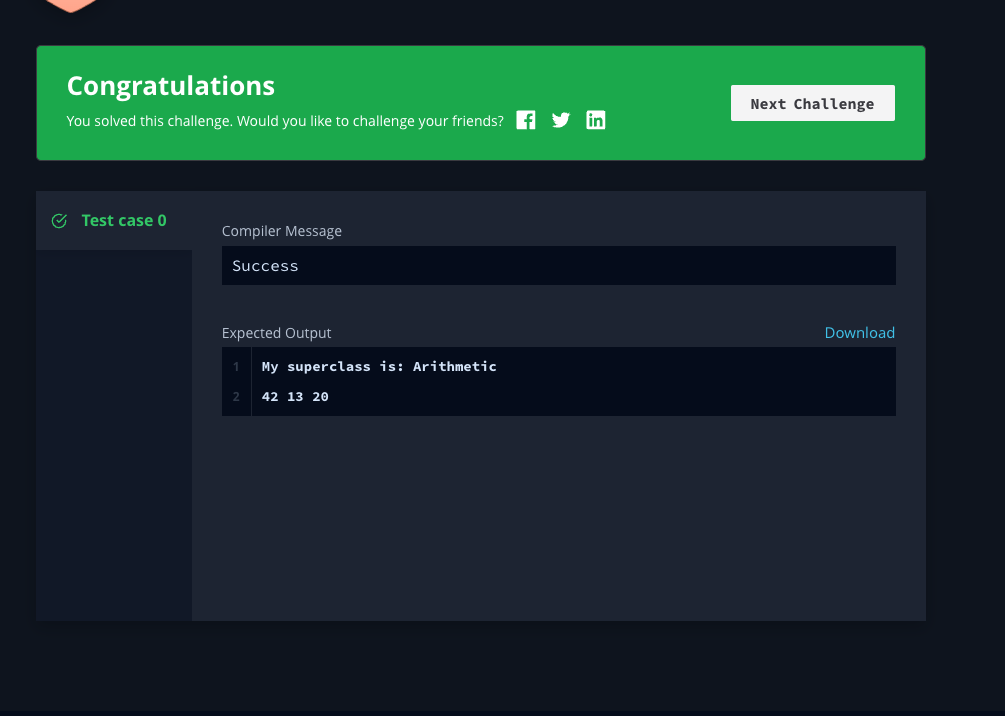 Congratulations
You solved this challenge. Would you like to challenge your friends?
Next Challenge
Test case 0
Compiler Message
Success
Expected Output
Download
1 My superclass is: Arithmetic
2 42 13 20